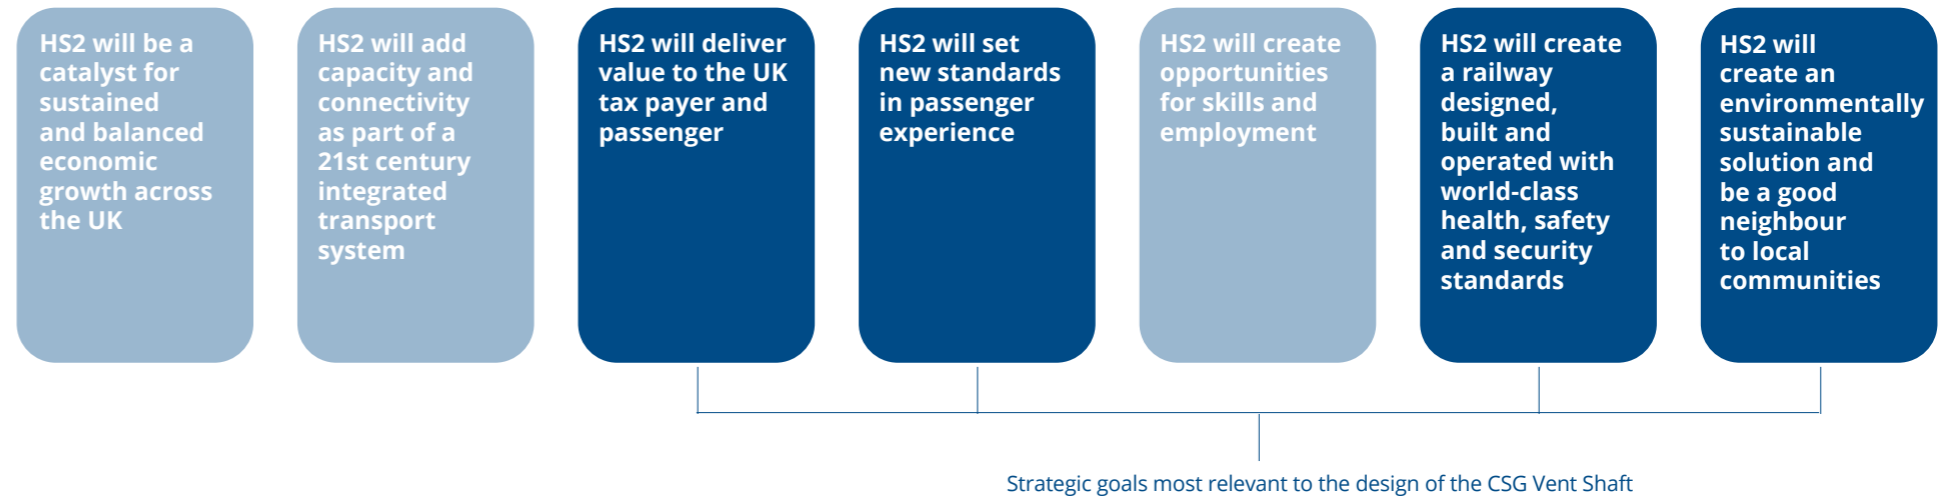 HS2 will be a
catalyst for
sustained
and balanced
economic
growth across
the UK
HS2 will add
capacity and
connectivity
as part of a
21st century
integrated
transport
system
HS2 will deliver
value to the UK
tax payer and
passenger
HS2 will set
new standards
in passenger
experience
HS2 will create
opportunities
for skills and
employment
HS2 will create
a railway
designed,
built and
operated with
world-class
health, safety
and security
standards
HS2 will
create an
environmentally
sustainable
solution and
be a good
neighbour
to local
communities
Strategic goals most relevant to the design of the CSG Vent Shaft